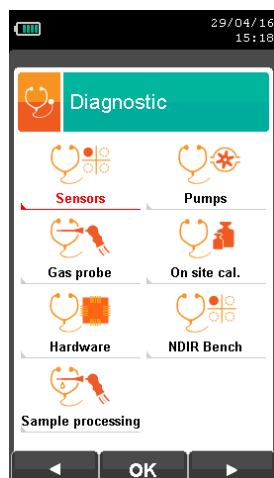 29/04/16
15:18
Diagnostic
Sensors
Pumps
Gas probe
On site cal.
Hardware
NDIR Bench
Sample processing
OK